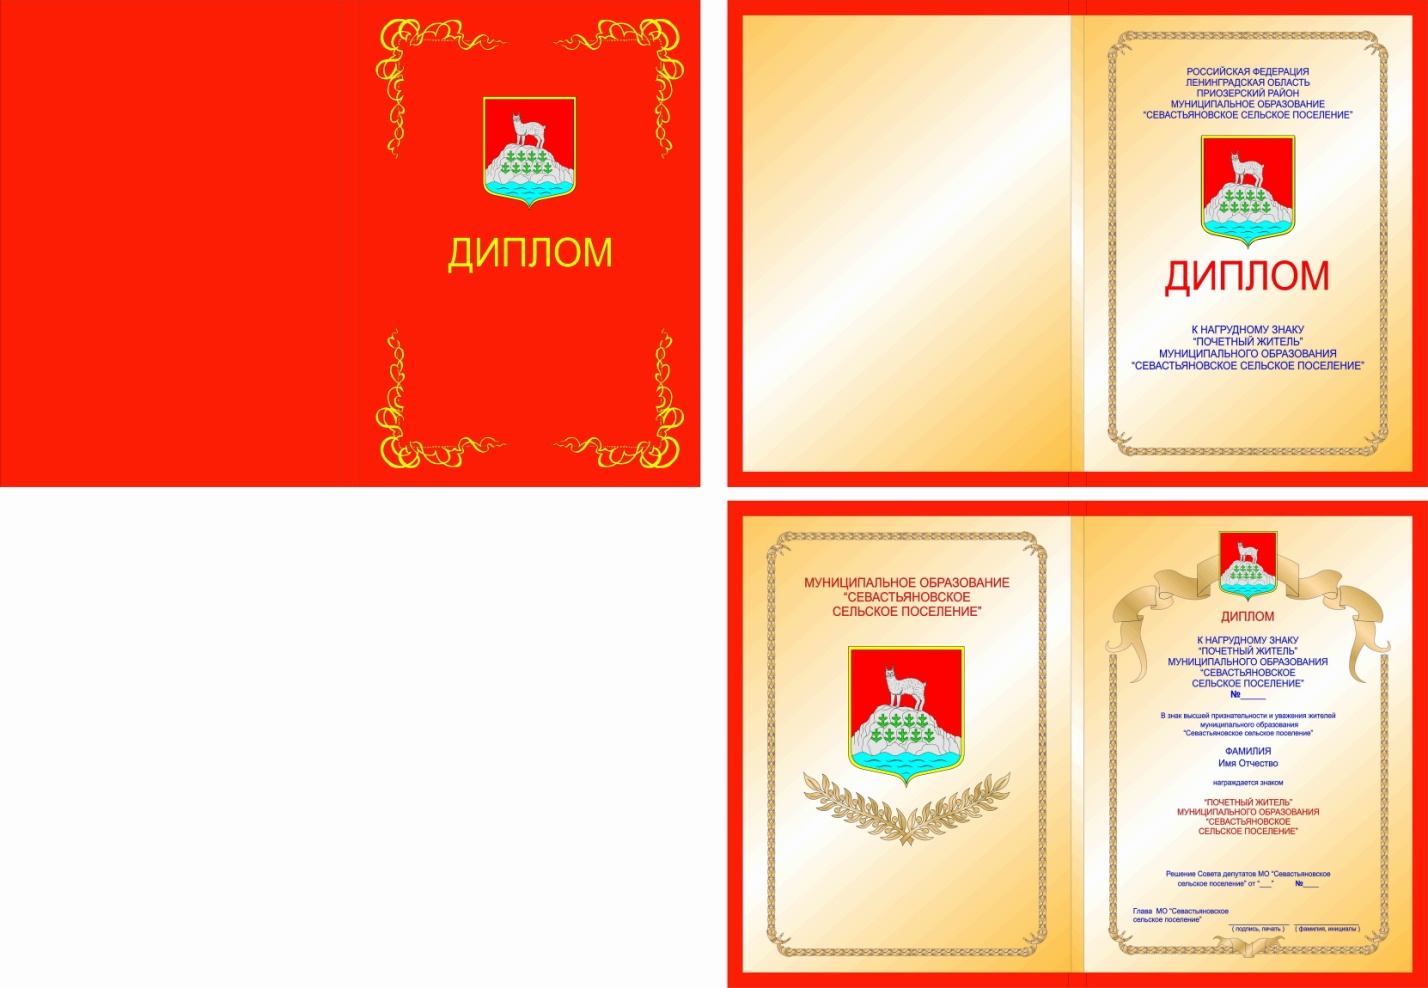 ДИПЛОМ
РОССИЙСКАЯ ФЕДЕРАЦИЯ
ЛЕНИНГРАДСКАЯ ОБЛАСТЬ
ПРИОЗЕРСКИЙ РАЙОН
МУНИЦИПАЛЬНОЕ ОБРАЗОВАНИЕ
"СЕВАСТЬЯНОВСКОЕ СЕЛЬСКОЕ ПОСЕЛЕНИЕ"
ДИПЛОМ
К НАГРУДНОМУ ЗНАКУ
"ПОЧЕТНЫЙ ЖИТЕЛЬ"
МУНИЦИПАЛЬНОГО ОБРАЗОВАНИЯ
"СЕВАСТЬЯНОВСКОЕ СЕЛЬСКОЕ ПОСЕЛЕНИЕ"
МУНИЦИПАЛЬНОЕ ОБРАЗОВАНИЕ
"СЕВАСТЬЯНОВСКОЕ
СЕЛЬСКОЕ ПОСЕЛЕНИЕ"
ДИПЛОМ
К НАГРУДНОМУ ЗНАКУ
"ПОЧЕТНЫЙ ЖИТЕЛЬ"
МУНИЦИПАЛЬНОГО ОБРАЗОВАНИЯ
"СЕВАСТЬЯНОВСКОЕ
СЕЛЬСКОЕ ПОСЕЛЕНИЕ"
№_____
В знак высшей признательности и уважения жителей
муниципального образования
"Севастьяновское сельское поселение"
ФАМИЛИЯ
Имя Отчество
награждается знаком
"ПОЧЕТНЫЙ ЖИТЕЛЬ"
МУНИЦИПАЛЬНОГО ОБРАЗОВАНИЯ
"СЕВАСТЬЯНОВСКОЕ
СЕЛЬСКОЕ ПОСЕЛЕНИЕ"
Решение Совета депутатов МО "Севастьяновское
сельское поселение" от "___" №____
Глава МО "Севастьяновское
сельское поселение"
( подпись, печать ) ( фамилия, инициалы )